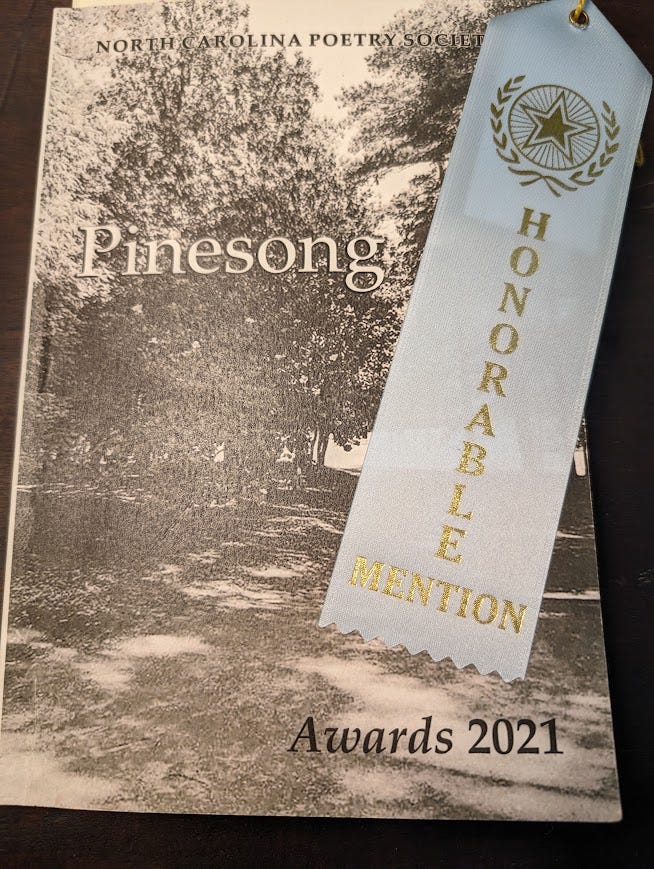 NORTH CAROLINA POETRY SOCIET
Pinesong
HONORABLE
MENTION
Awards 2021